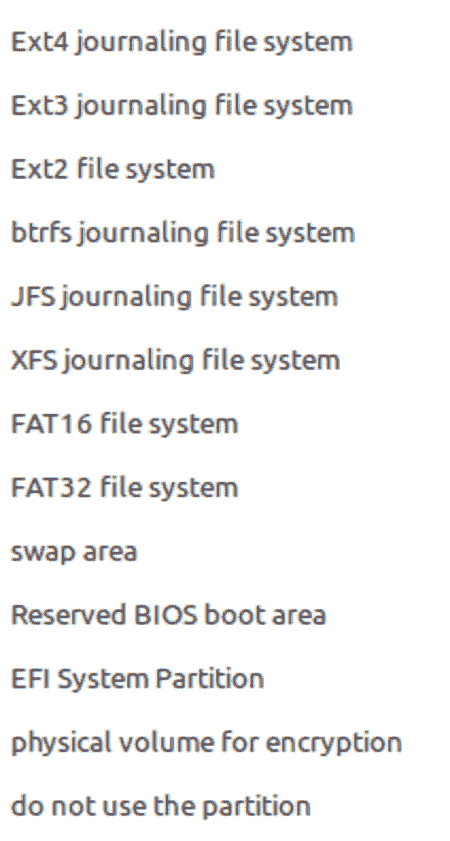 Ext4 journaling file system
Ext3 journaling file system
Ext2 file system
btrfs journaling file system
JFS journaling file system
XFS journaling file system
FAT16 file system
FAT32 file system
swap area
Reserved BIOS boot area
EFI System Partition
physical volume for encryption
do not use the partition